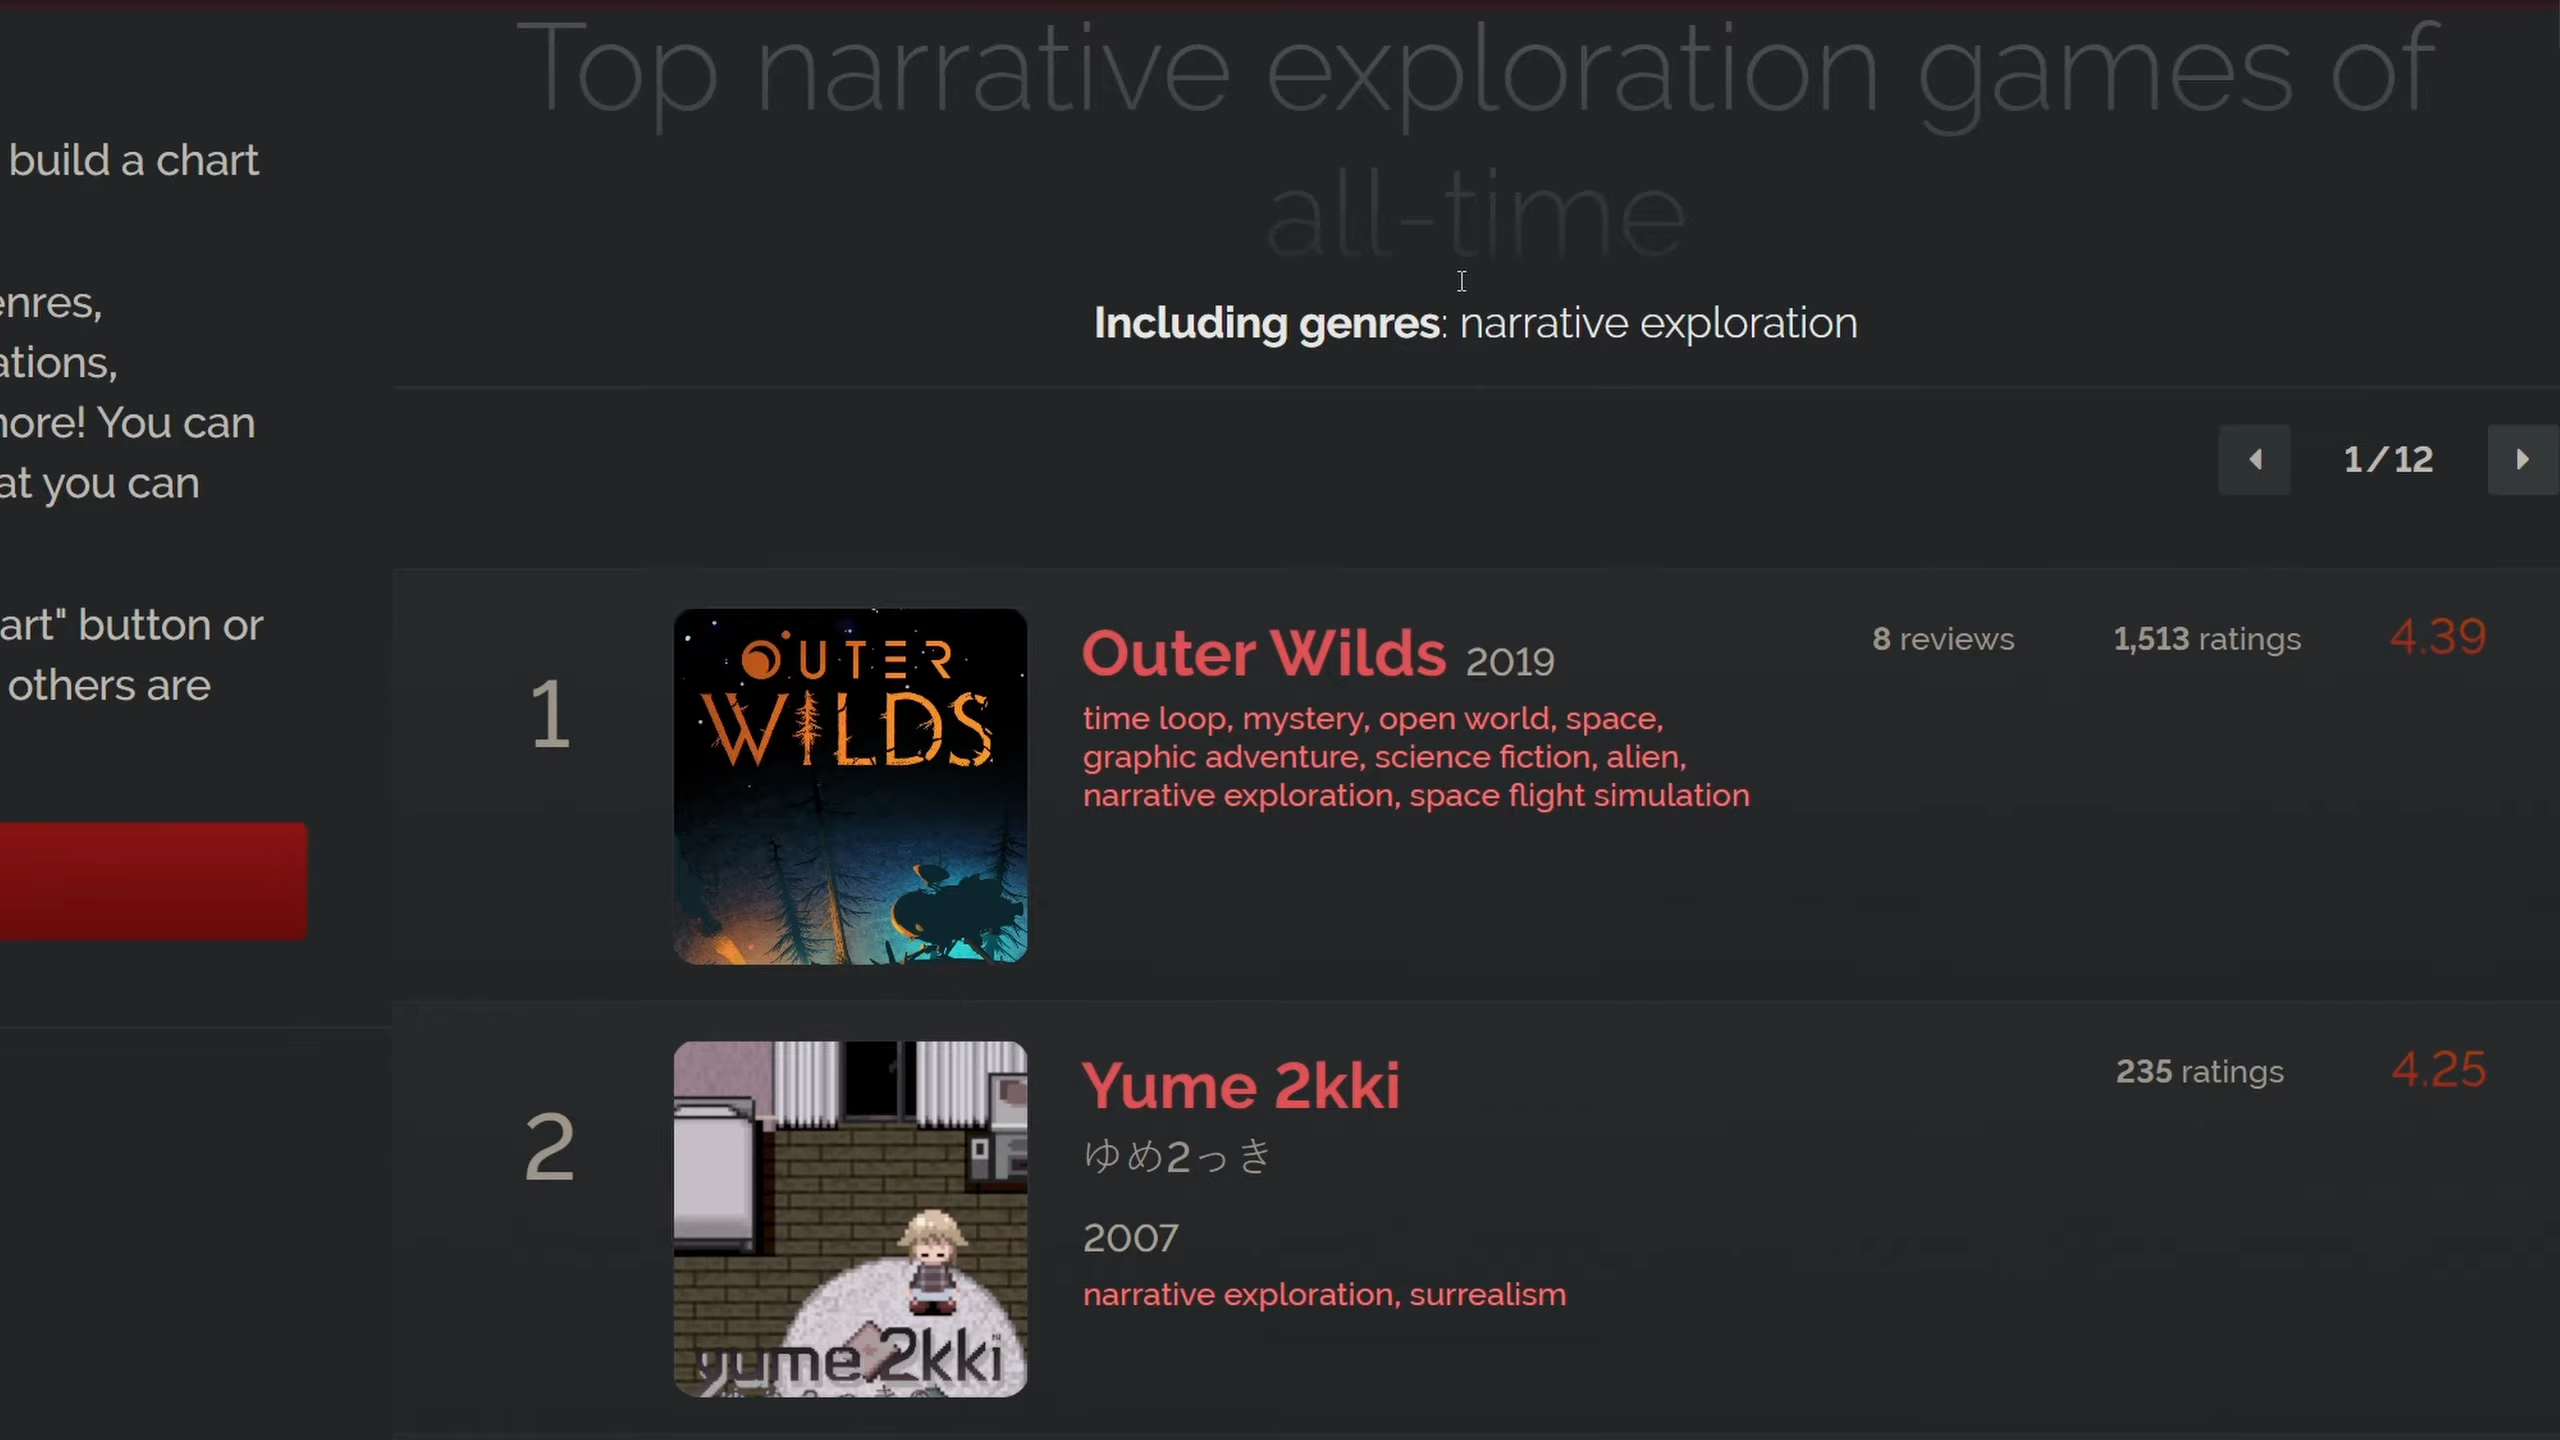 Top narrative exploration games of
all-time
Including genres: narrative exploration
build a chart
enres,
ations,
more! You can
at you can
art" button or
others are
1/12
1
OUTER
WILDS
Outer Wilds 2019
time loop, mystery, open world, space,
graphic adventure, science fiction, alien,
narrative exploration, space flight simulation
8 reviews
1,513 ratings
4.39
2
yume 2kki
Yume 2kki
ゆめ2っき
2007
narrative exploration, surrealism
235 ratings
4.25